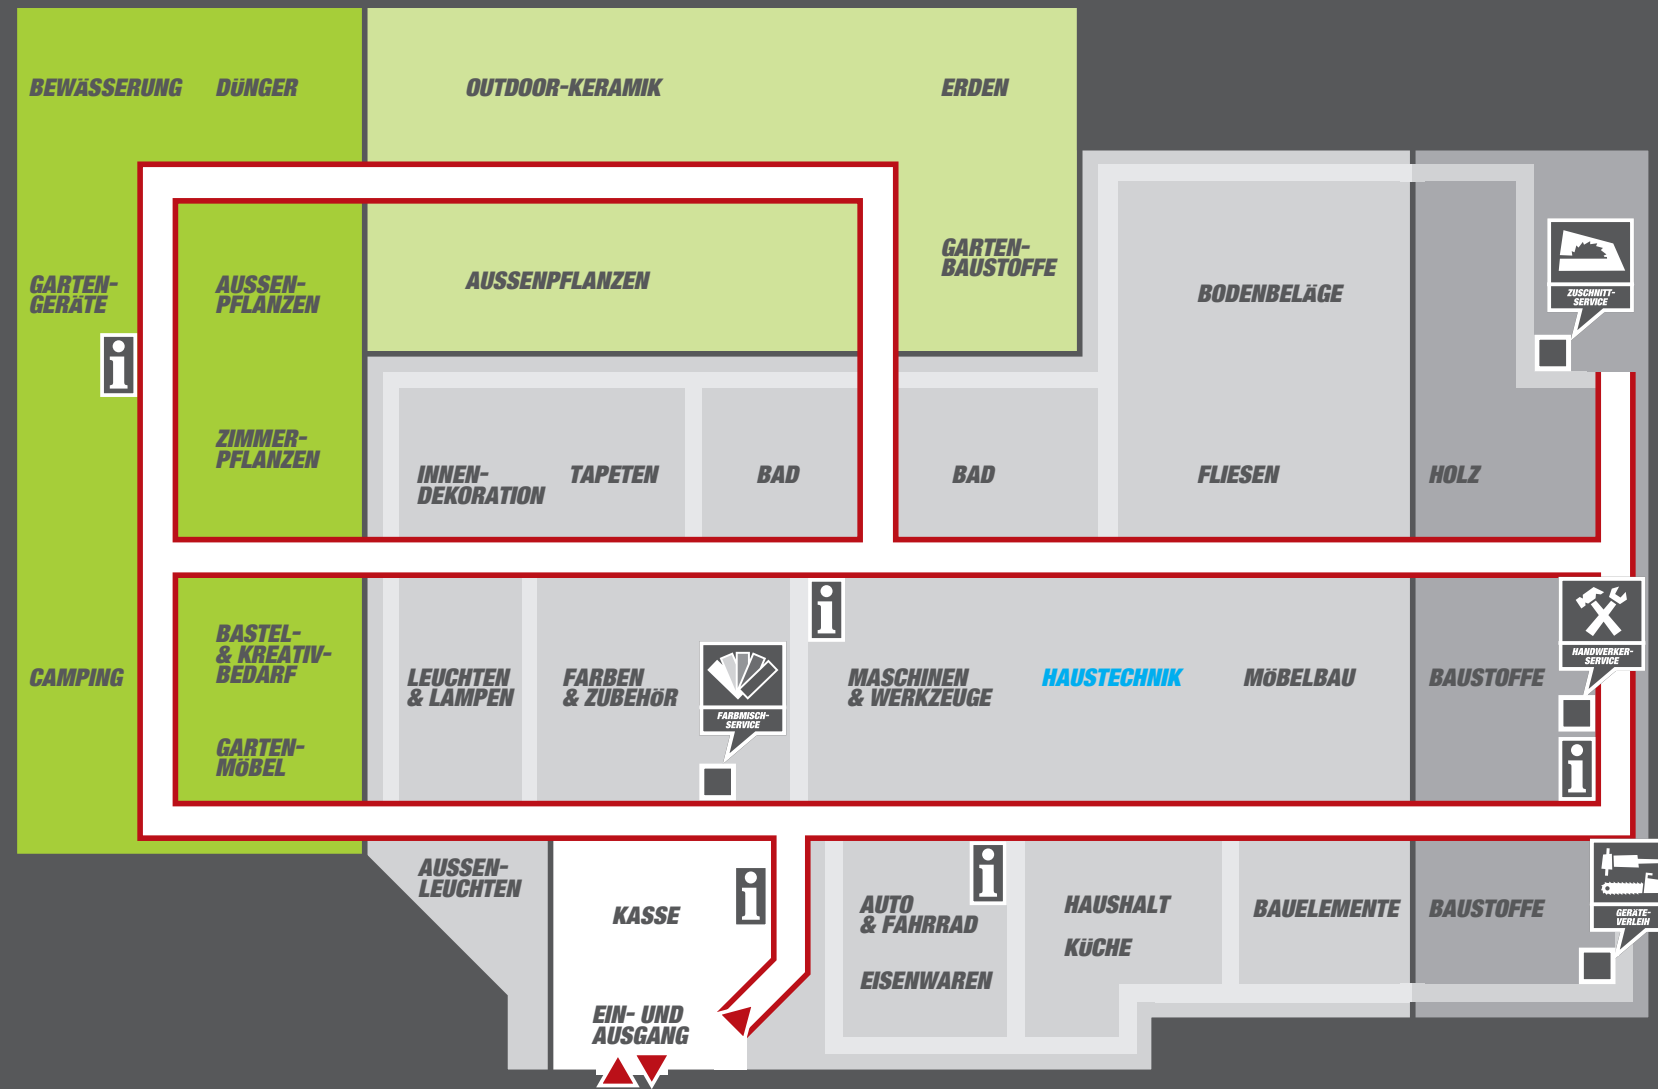 BEWÄSSERUNG
DÜNGER
OUTDOOR-KERAMIK
ERDEN
GARTEN-
GERÄTE
AUSSEN-
PFLANZEN
AUSSENPFLANZEN
GARTEN-
BAUSTOFFE
BODENBELÄGE
ZUSCHNITT-
SERVICE
i
ZIMMER-
PFLANZEN
INNEN-
DEKORATION
TAPETEN
BAD
BAD
FLIESEN
HOLZ
i
CAMPING
BASTEL-
& KREATIV-
BEDARF
GARTEN-
MÖBEL
LEUCHTEN
& LAMPEN
FARBEN
& ZUBEHÖR
FARBMISCH-
SERVICE
MASCHINEN
& WERKZEUGE
HAUSTECHNIK
MÖBELBAU
BAUSTOFFE
HANDWERKER-
SERVICE
i
AUSSEN-
LEUCHTEN
KASSE
i
EIN- UND
AUSGANG
AUTO
& FAHRRAD
i
EISENWAREN
HAUSHALT
KÜCHE
BAUELEMENTE
BAUSTOFFE
GERÄTE-
VERLEIH